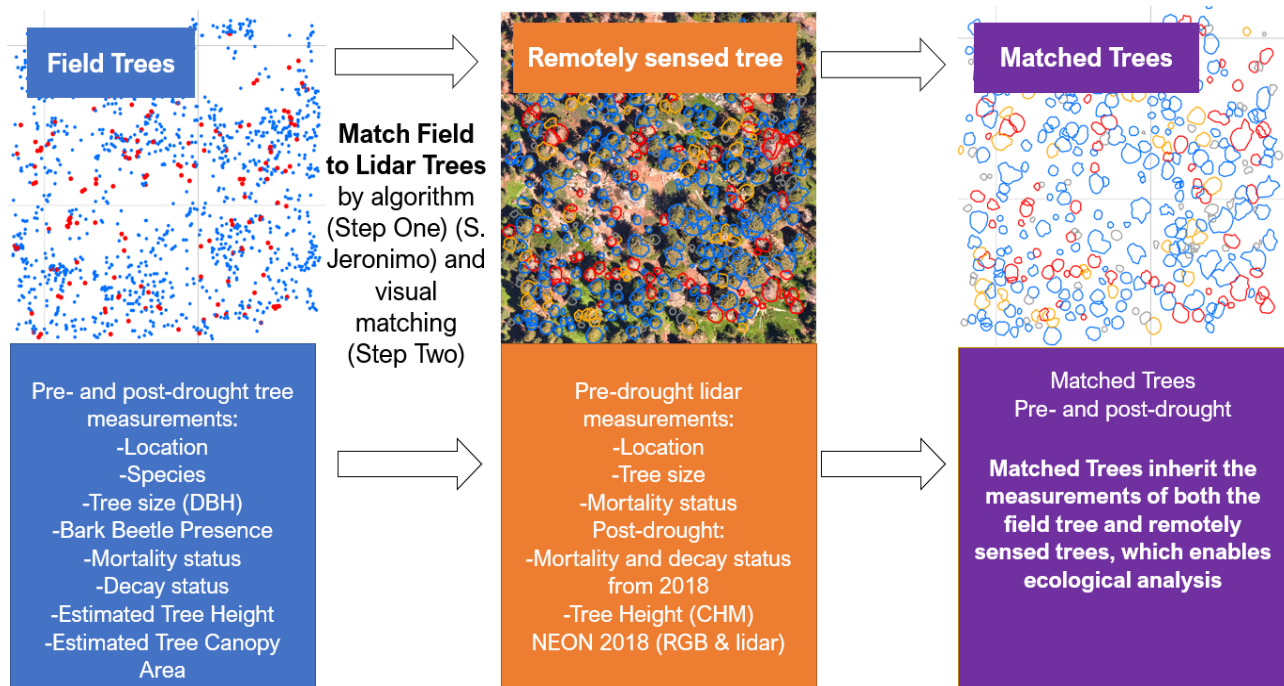 Field Trees
Match Field
to Lidar Trees
by algorithm
(Step One) (S.
Jeronimo) and
visual
matching
(Step Two)
Remotely sensed tree
Matched Trees
Pre- and post-drought tree
measurements:
-Location
-Species
-Tree size (DBH)
-Bark Beetle Presence
-Mortality status
-Decay status
-Estimated Tree Height
-Estimated Tree Canopy
Area
Pre-drought lidar
measurements:
-Location
-Tree size
-Mortality status
Post-drought:
-Mortality and decay status
from 2018
-Tree Height (CHM)
NEON 2018 (RGB & lidar)
Matched Trees
Pre- and post-drought
Matched Trees inherit the
measurements of both the
field tree and remotely
sensed trees, which enables
ecological analysis